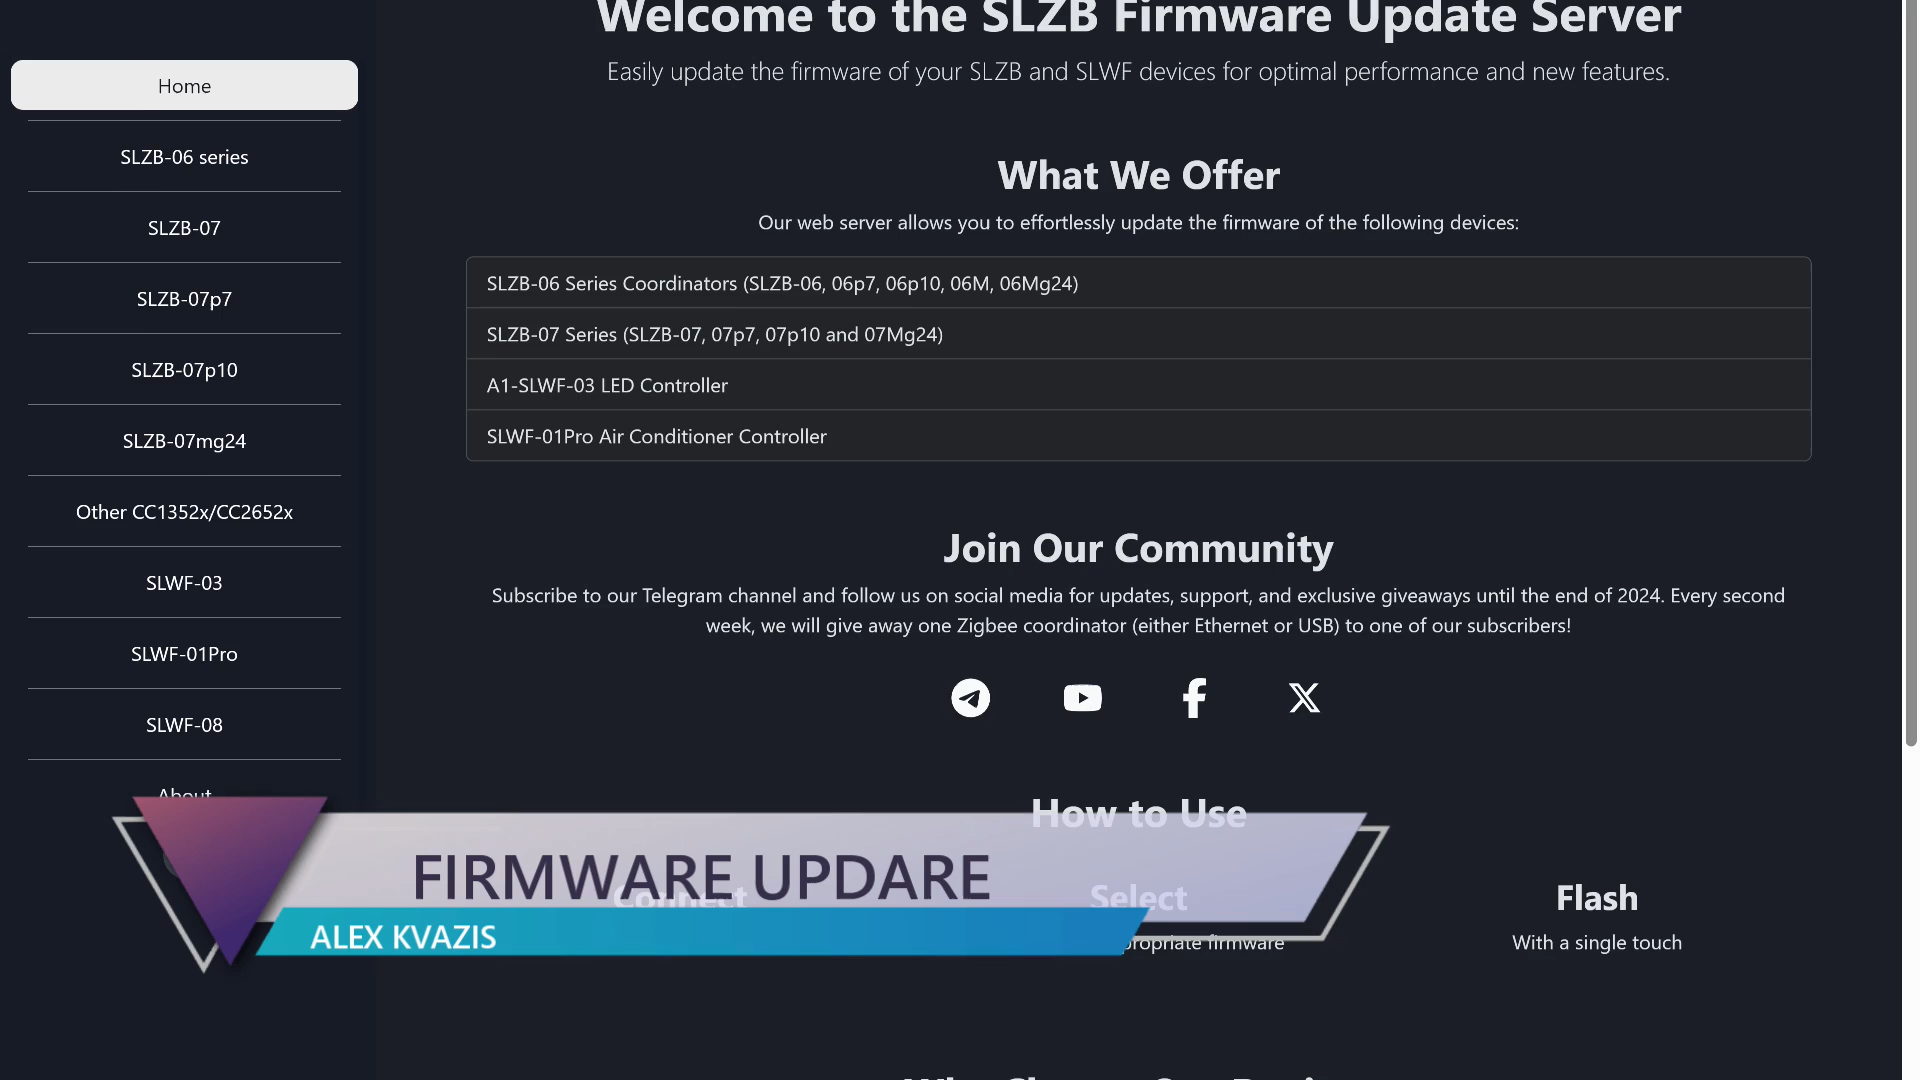 Welcome to the SLZB Firmware Update Server
Easily update the firmware of your SLZB and SLWF devices for optimal performance and new features.
Home
SLZB-06 series
SLZB-07
SLZB-07p7
SLZB-07p10
SLZB-07mg24
Other CC1352x/CC2652x
SLWF-03
SLWF-01Pro
SLWF-08
About
What We Offer
Our web server allows you to effortlessly update the firmware of the following devices:
SLZB-06 Series Coordinators (SLZB-06, 06p7, 06p10, 06M, 06Mg24)
SLZB-07 Series (SLZB-07, 07p7, 07p10 and 07Mg24)
A1-SLWF-03 LED Controller
SLWF-01Pro Air Conditioner Controller
Join Our Community
Subscribe to our Telegram channel and follow us on social media for updates, support, and exclusive giveaways until the end of 2024. Every second
week, we will give away one Zigbee coordinator (either Ethernet or USB) to one of our subscribers!
How to Use
Connect
Select
firmware
Flash
With a single touch
FIRMWARE UPDARE
ALEX KVAZIS